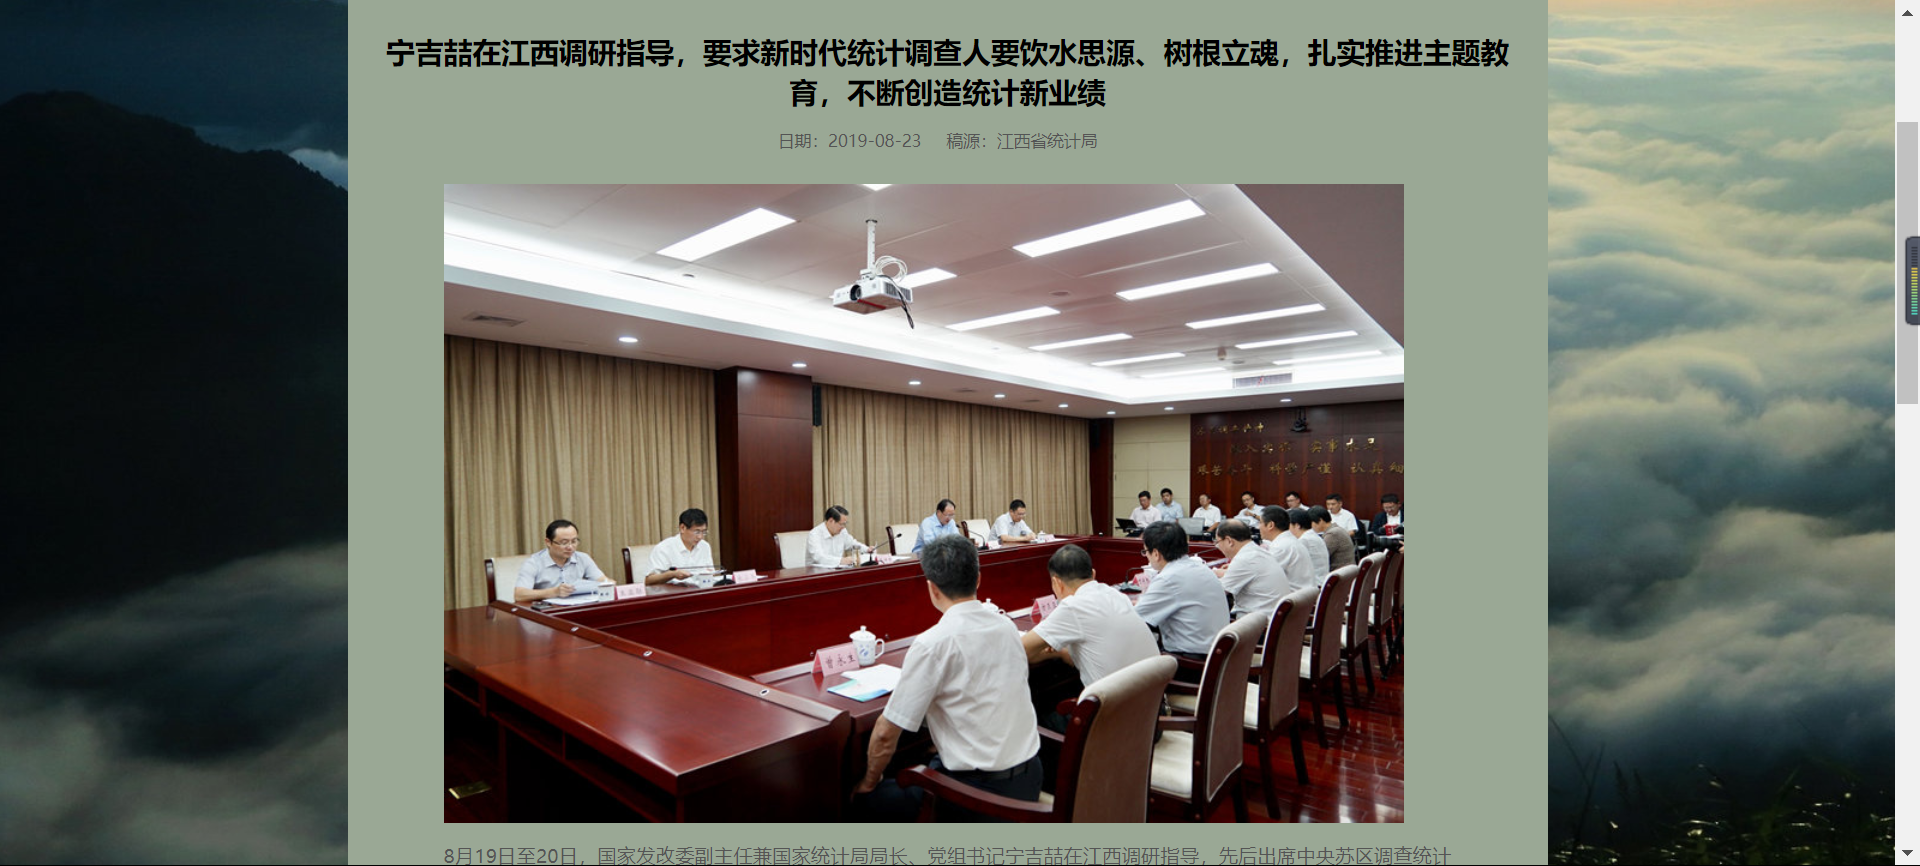 宁吉喆在江西调研指导，要求新时代统计调查人要饮水思源、树根立魂，扎实推进主题教
育，不断创造统计新业绩
日期：2019-08-23 稿源：江西省统计局
曾永生
8月19日至20日，国家发改委副主任兼国家统计局局长、党组书记宁吉喆在江西调研指导，先后出席中央苏区调查统计